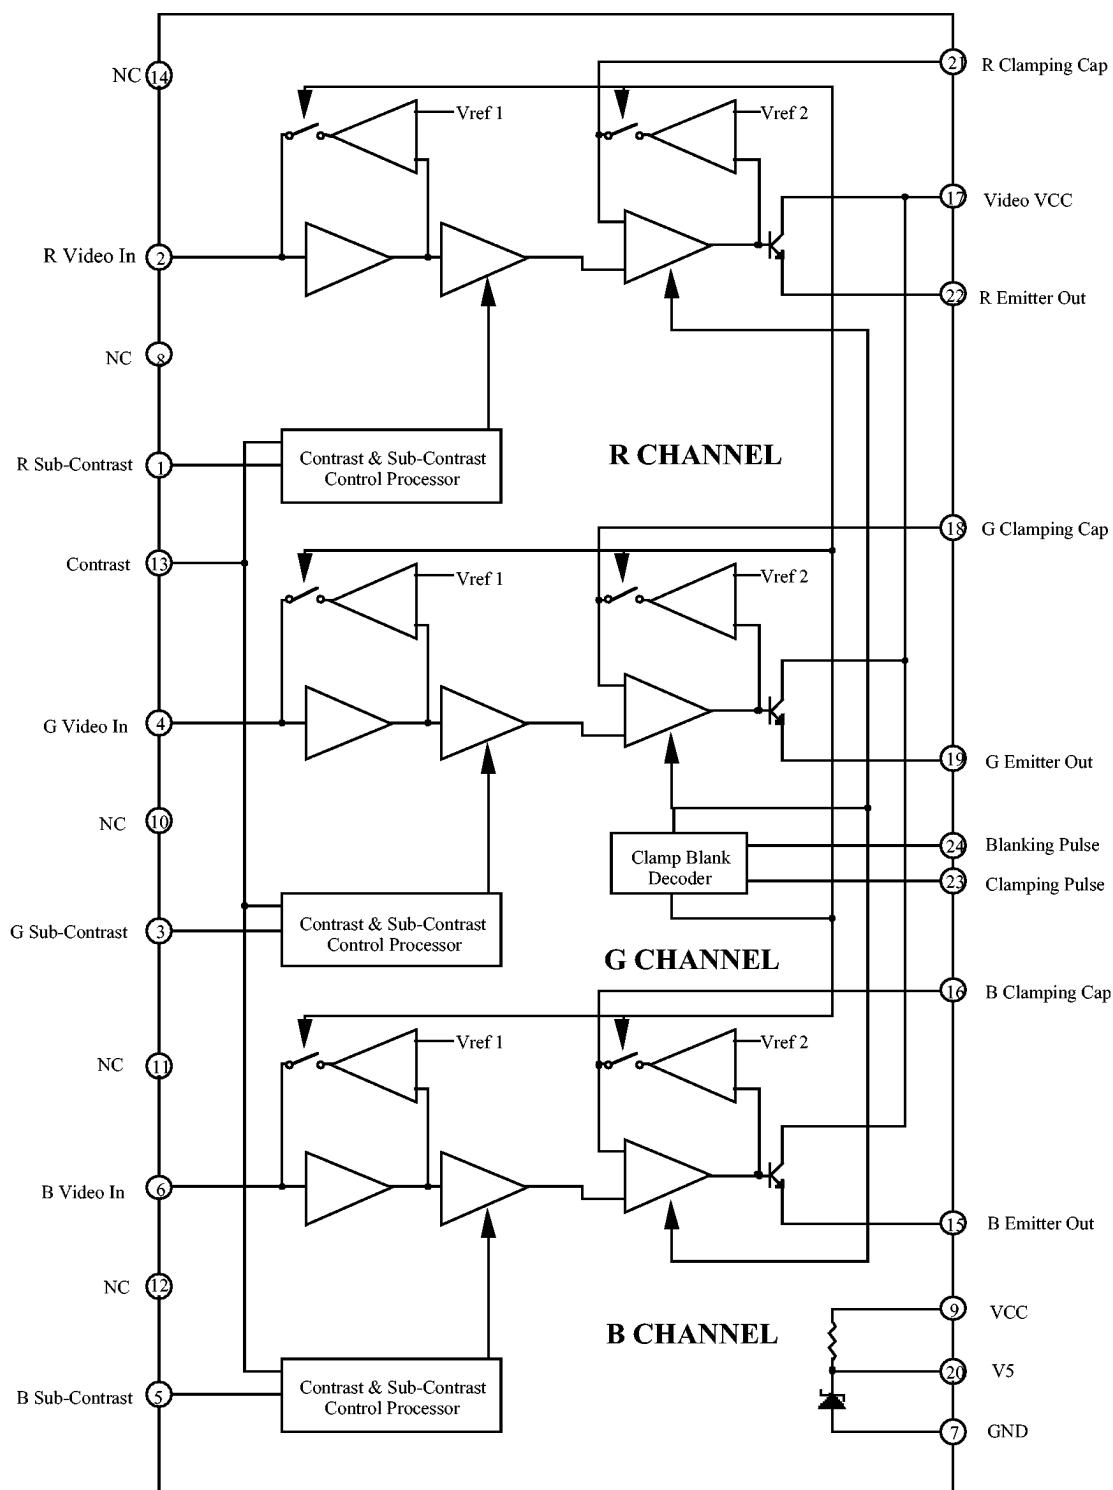 NC 14
21 R Clamping Cap
Vref 1
Vref 2
17 Video VCC
R Video In 2
22 R Emitter Out
NC 8
R CHANNEL
R Sub-Contrast 1
Contrast & Sub-Contrast
Control Processor
18 G Clamping Cap
Contrast 13
Vref 1
Vref 2
G Video In 4
19 G Emitter Out
NC 10
24 Blanking Pulse
Clamp Blank
Decoder
23 Clamping Pulse
G Sub-Contrast 3
Contrast & Sub-Contrast
Control Processor
G CHANNEL
16 B Clamping Cap
Vref 1
Vref 2
NC 11
B Video In 6
15 B Emitter Out
NC 12
9 VCC
B CHANNEL
20 V5
B Sub-Contrast 5
Contrast & Sub-Contrast
Control Processor
7 GND